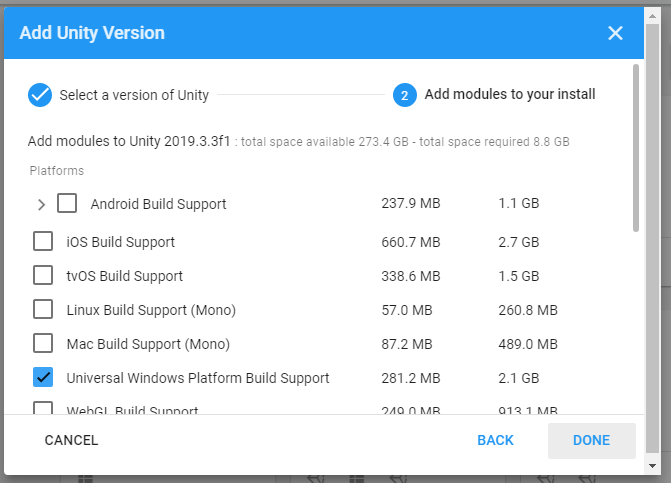 Add Unity Version
Select a version of Unity
2 Add modules to your install
Add modules to Unity 2019.3.3f1 : total space available 273.4 GB - total space required 8.8 GB
Platforms
Android Build Support 237.9 MB 1.1 GB
iOS Build Support 660.7 MB 2.7 GB
tvOS Build Support 338.6 MB 1.5 GB
Linux Build Support (Mono) 57.0 MB 260.8 MB
Mac Build Support (Mono) 87.2 MB 489.0 MB
Universal Windows Platform Build Support 281.2 MB 2.1 GB
WebGL Build Support 249.0 MB 913.1 MB
CANCEL BACK DONE